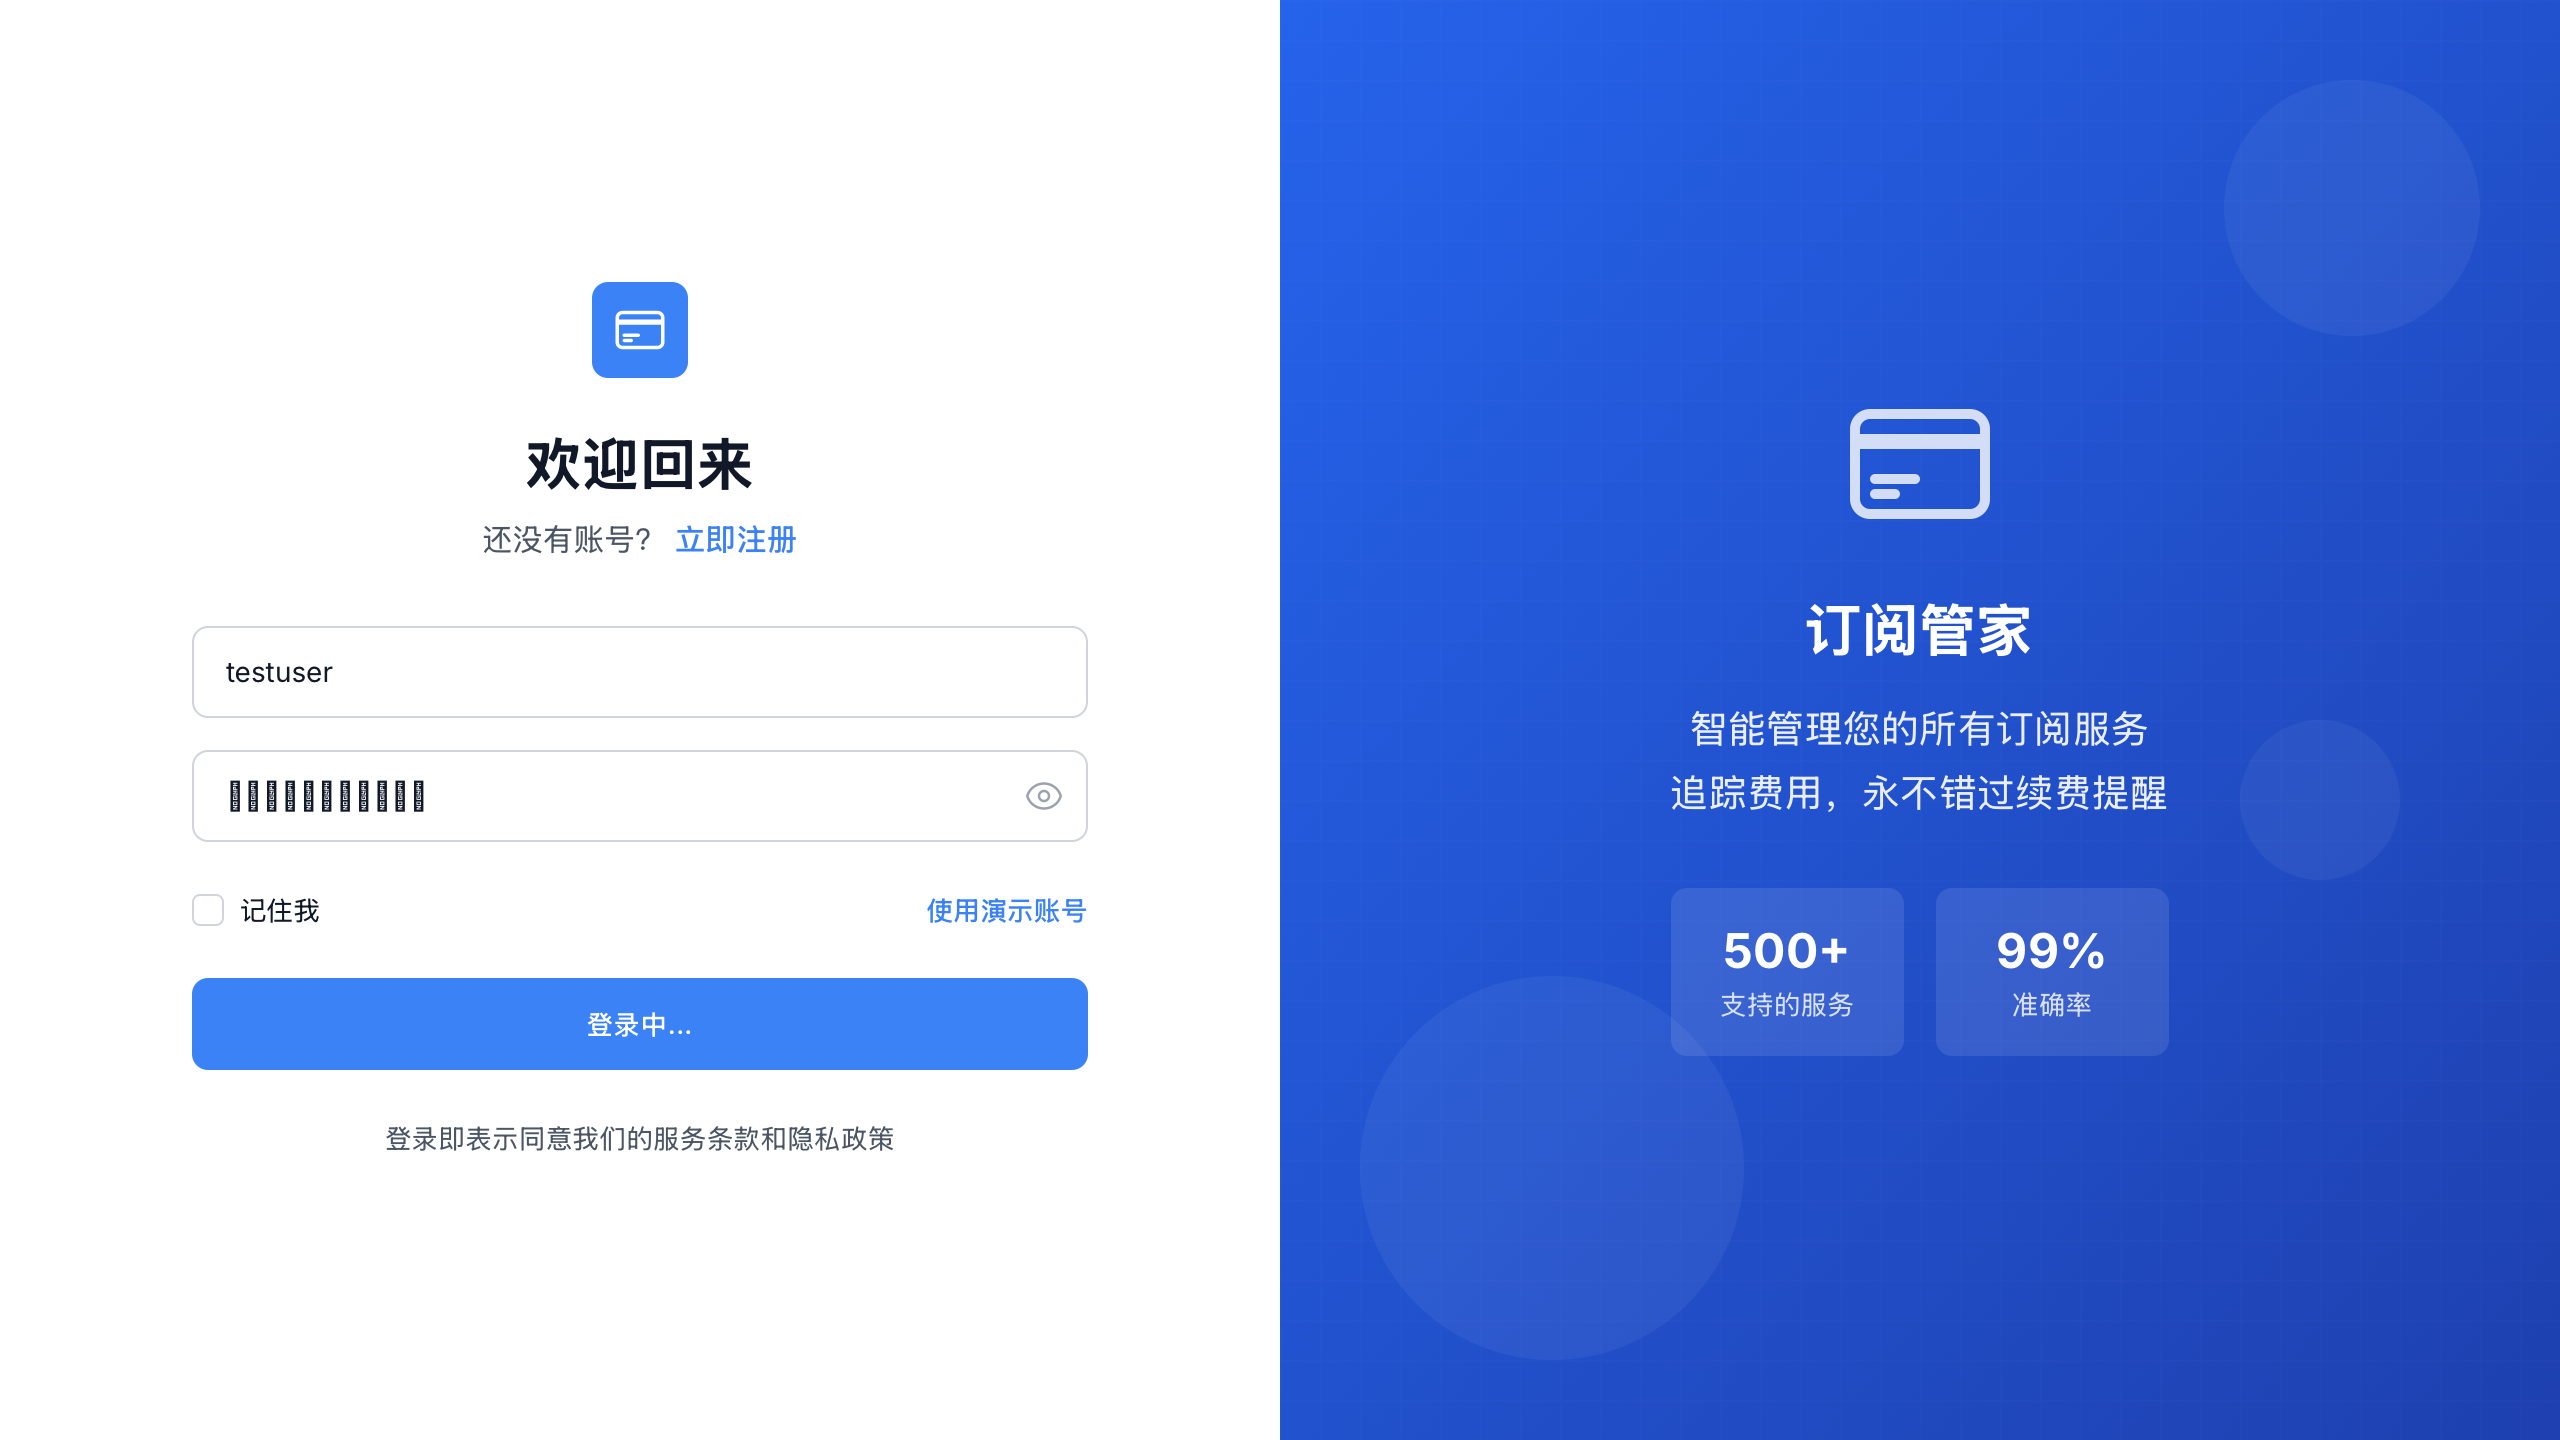 欢迎回来
还没有账号? 立即注册
testuser
记住我
使用演示账号
登录中...
登录即表示同意我们的服务条款和隐私政策
订阅管家
智能管理您的所有订阅服务
追踪费用，永不错过续费提醒
500+
支持的服务
99%
准确率